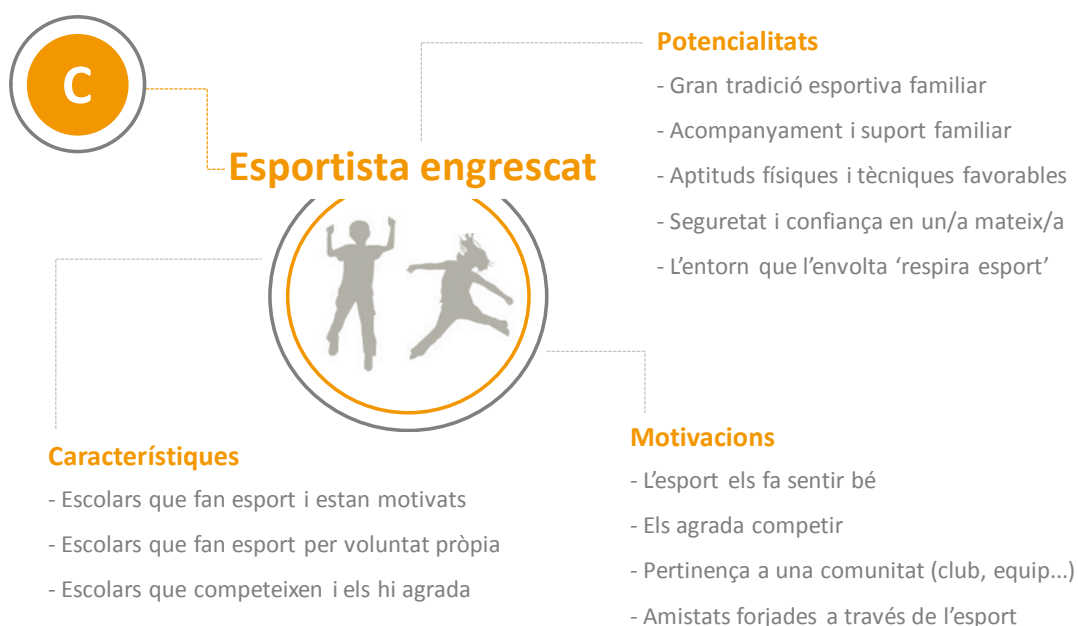 C
Esportista engrescat
Potencialitats
- Gran tradició esportiva familiar
- Acompanyament i suport familiar
- Aptituds físiques i tècniques favorables
- Seguretat i confiança en un/a mateix/a
- L’entorn que l’envolta ‘respira esport’
Característiques
- Escolars que fan esport i estan motivats
- Escolars que fan esport per voluntat pròpia
- Escolars que competeixen i els hi agrada
Motivacions
- L’esport els fa sentir bé
- Els agrada competir
- Pertinença a una comunitat (club, equip...)
- Amistats forjades a través de l’esport